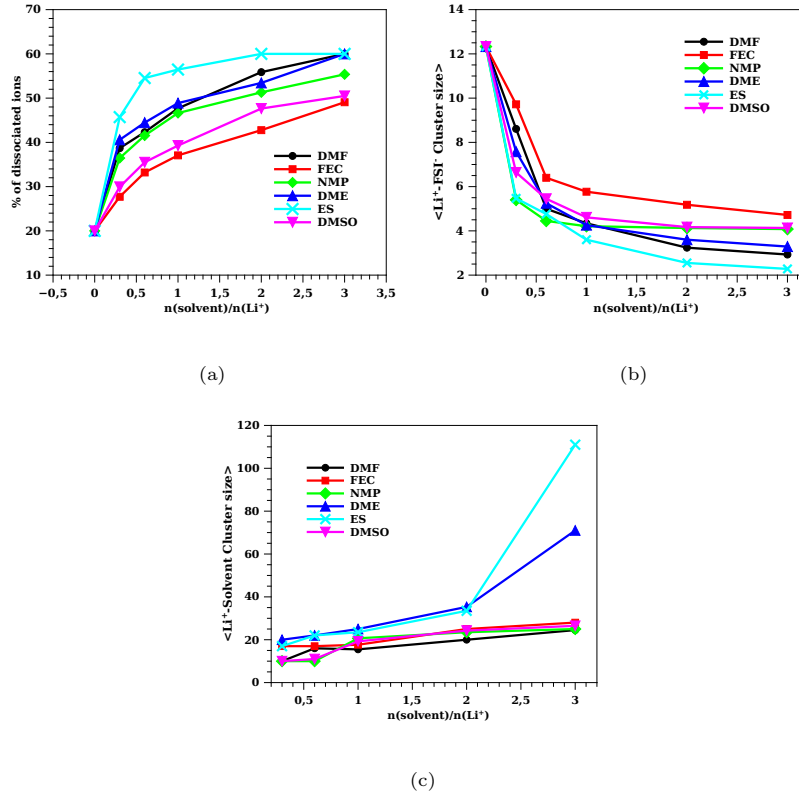 % of dissociated ions
60
50
40
30
20
10
−0,5 0 0,5 1 1,5 2 2,5 3 3,5
n(solvent)/n(Li⁺)
DMF
FEC
NMP
DME
ES
DMSO
(a)
<Li⁺-FSI⁻ Cluster size>
14
12
10
8
6
4
2
0 0,5 1 1,5 2 2,5 3
n(solvent)/n(Li⁺)
DMF
FEC
NMP
DME
ES
DMSO
(b)
<Li⁺-Solvent Cluster size>
120
100
80
60
40
20
0
0,5 1 1,5 2 2,5 3
n(solvent)/n(Li⁺)
DMF
FEC
NMP
DME
ES
DMSO
(c)